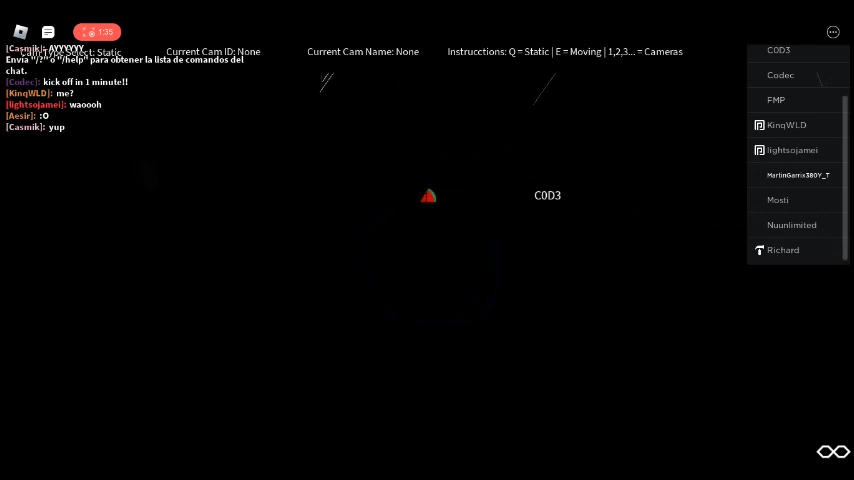 1:35
[Casmik]: AYYYYYY
Cam Type Select: Static
Current Cam ID: None
Current Cam Name: None
Instrucctions: Q = Static | E = Moving | 1,2,3... = Cameras
Envía "/?" o "/help" para obtener la lista de comandos del
chat.
[Codec]: kick off in 1 minute!!
[KinqWLD]: me?
[lightsojamei]: waoooh
[Aesir]: :O
[Casmik]: yup
C0D3
C0D3
Codec
FMP
KinqWLD
lightsojamei
MartinGarrix380Y_T
Mosti
Nuunlimited
Richard